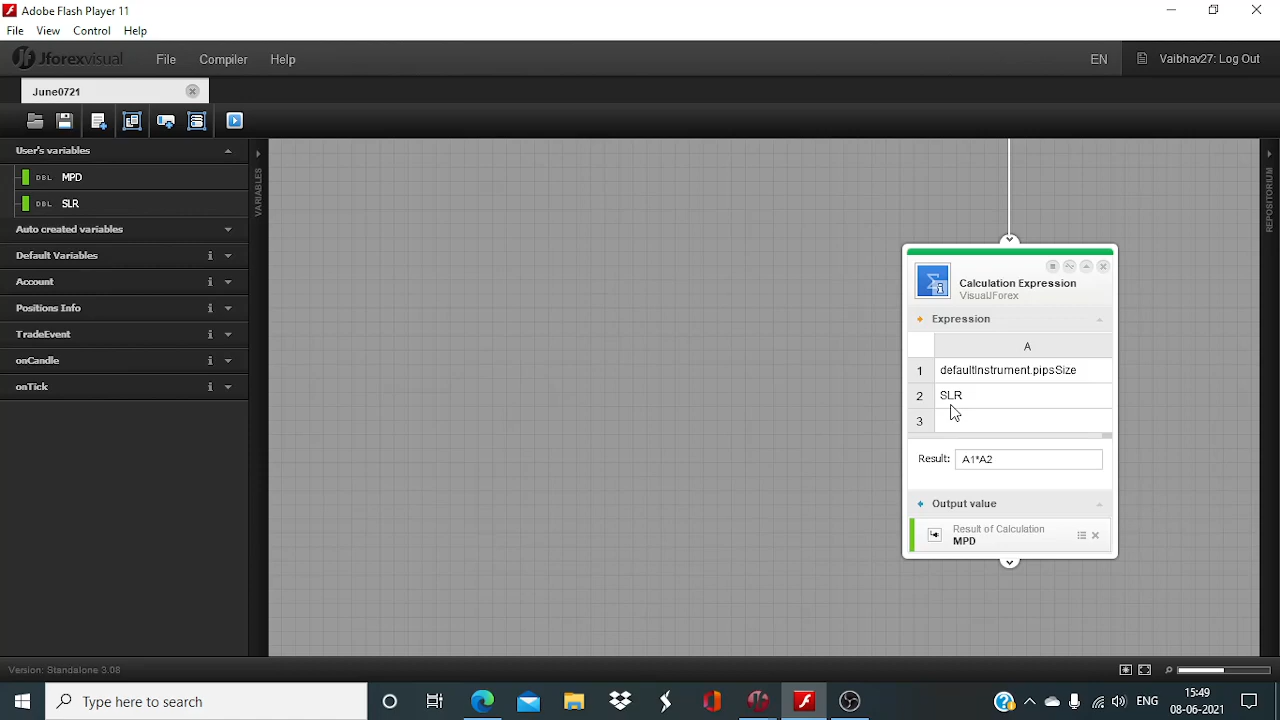 Adobe Flash Player 11
File View Control Help
Jforexvisual File Compiler Help EN Vaibhav27: Log Out
June0721
User's variables
DBL MPD
DBL SLR
Auto created variables
Default Variables
Account
Positions Info
TradeEvent
onCandle
onTick
VARIABLES
REPOSITORIUM
Calculation Expression
VisualJForex
Expression
A
1 defaultInstrument.pipsSize
2 SLR
3
Result: A1*A2
Output value
Result of Calculation
MPD
Version: Standalone 3.08
Type here to search
ENG
15:49
08-06-2021